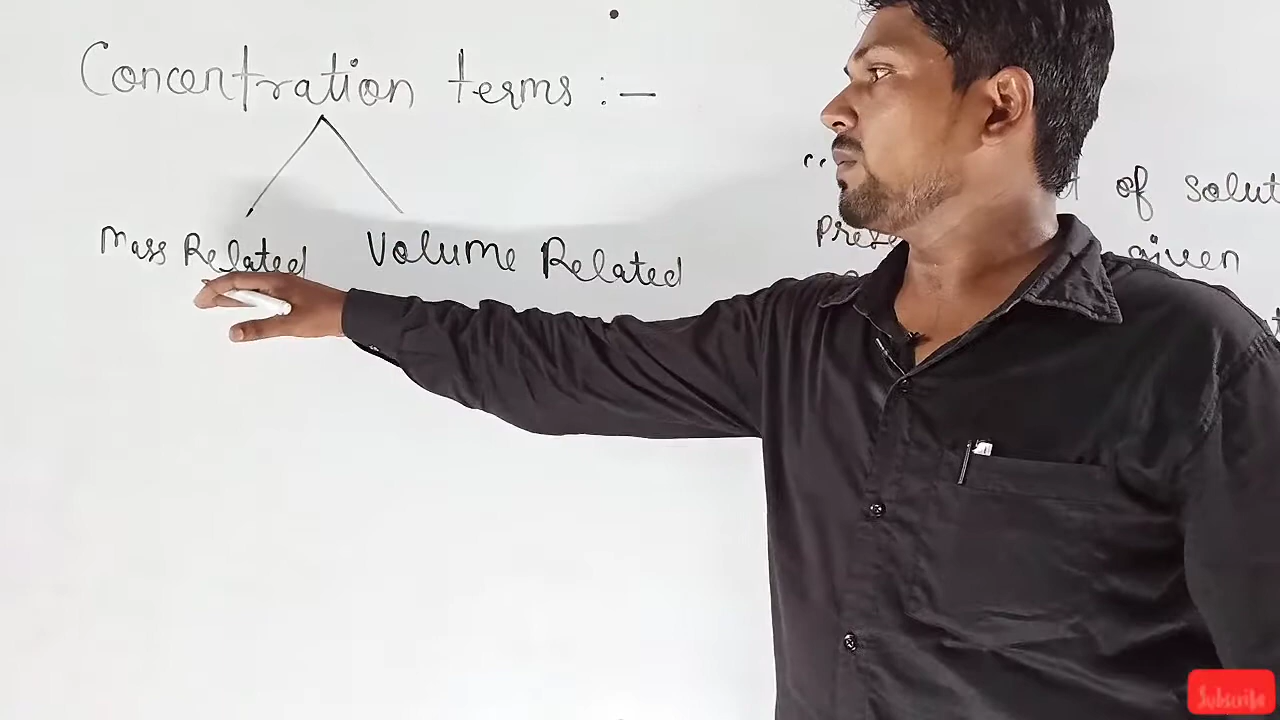 Concentration terms :-
Mass Related Volume Related
of solut
given
Subscribe